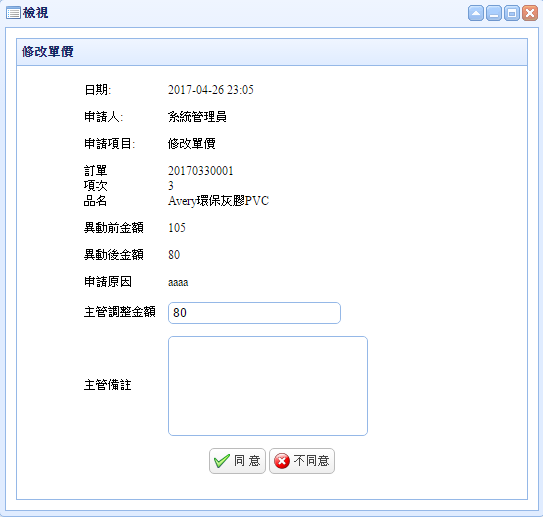 檢視
修改單價
日期: 2017-04-26 23:05
申請人: 系統管理員
申請項目: 修改單價
訂單 20170330001
項次 3
品名 Avery環保灰膠PVC
異動前金額 105
異動後金額 80
申請原因 aaaa
主管調整金額 80
主管備註
同 意 不同意